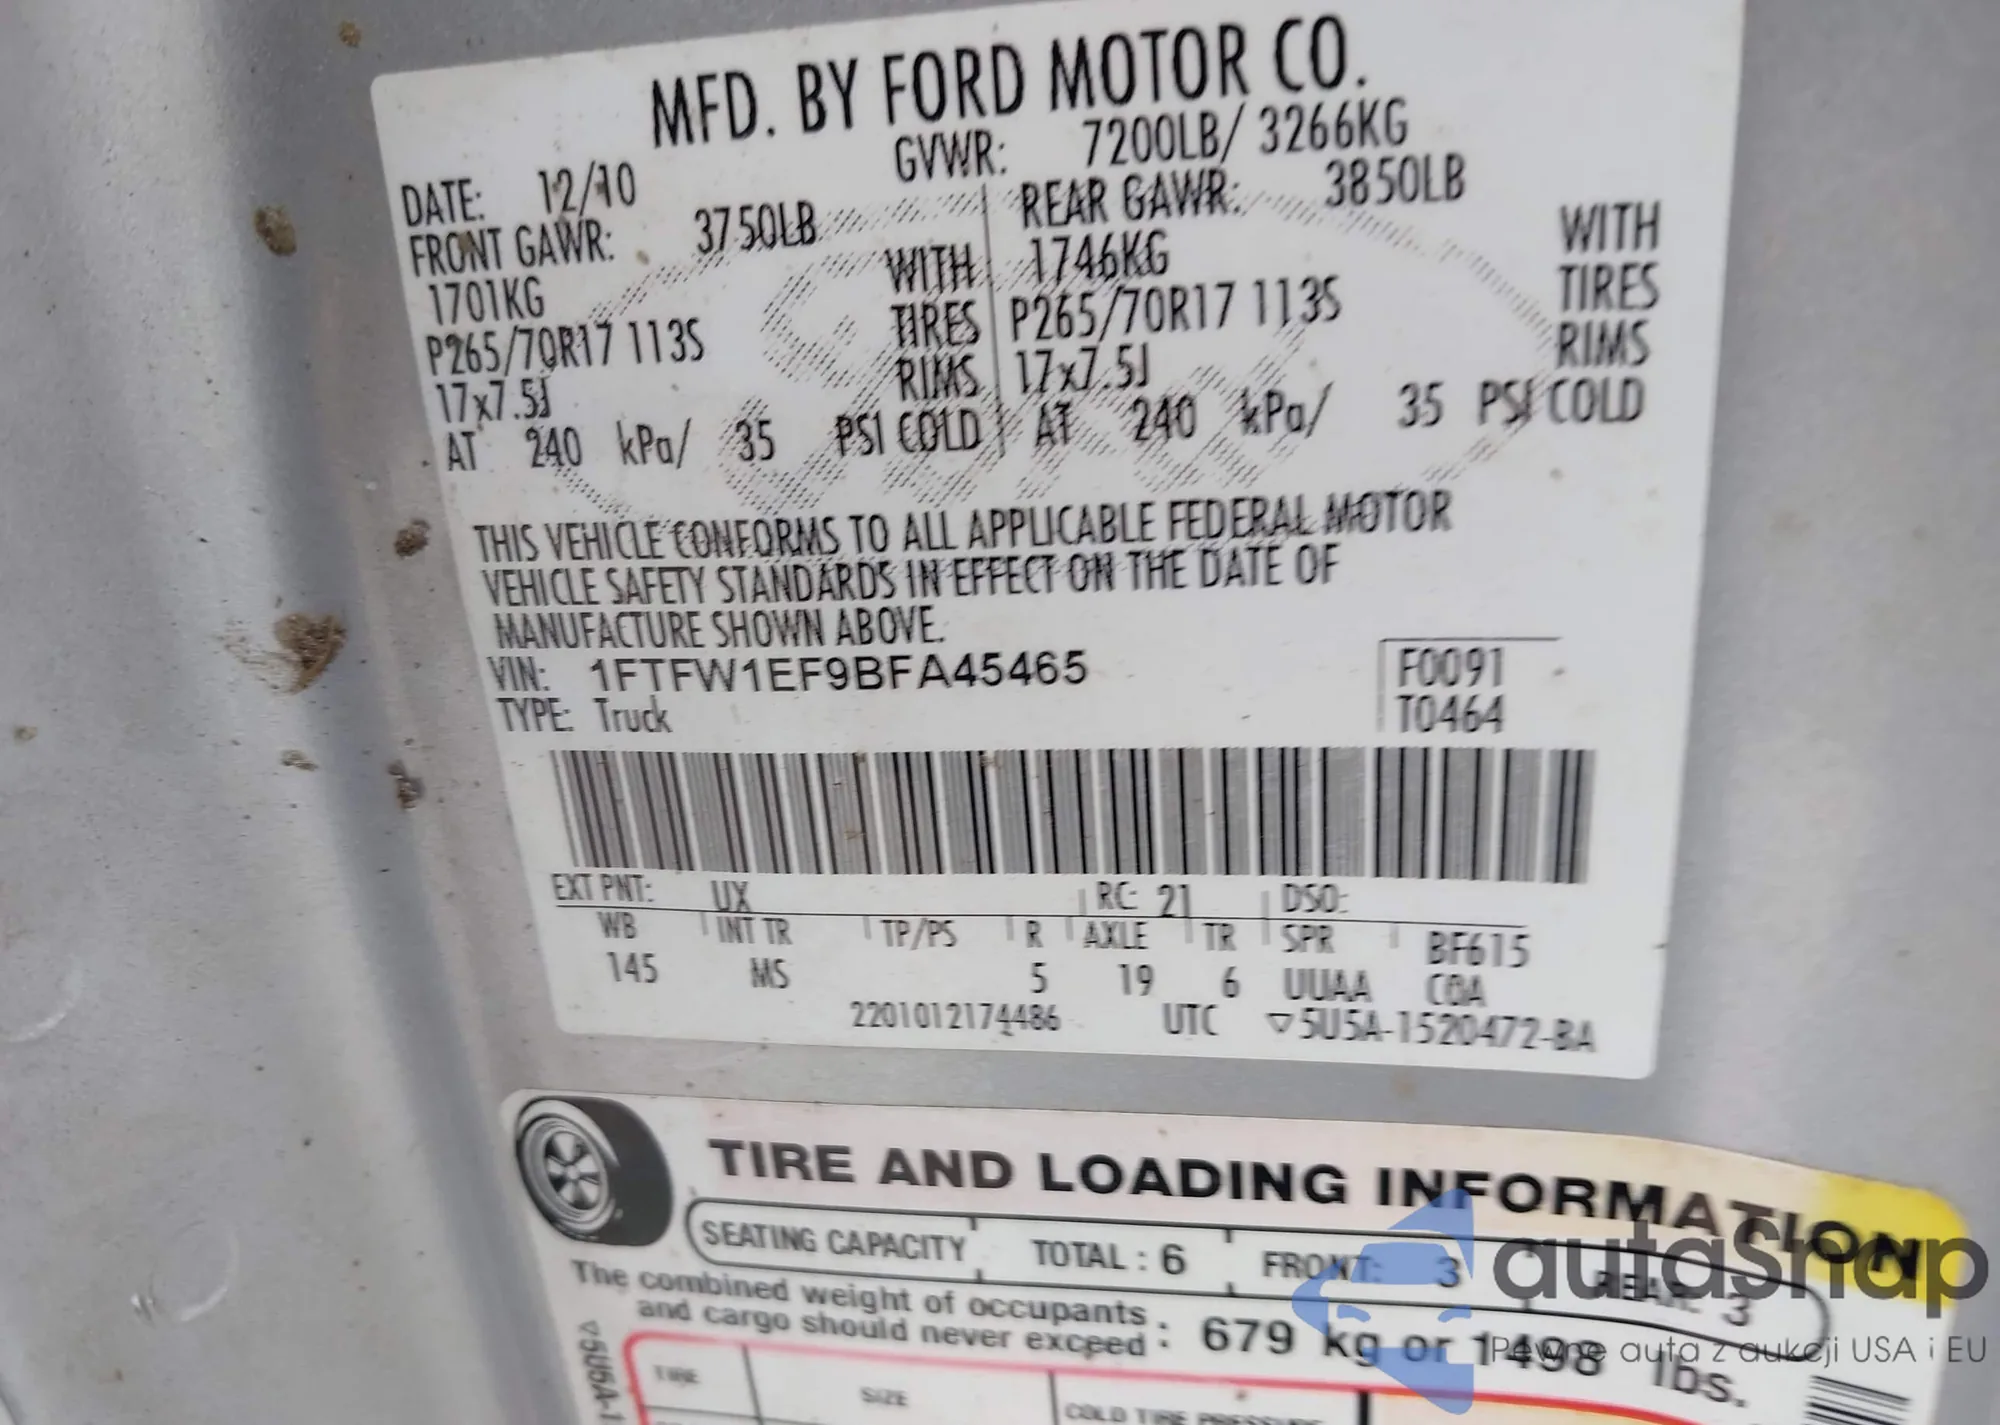 MFD. BY FORD MOTOR CO.
DATE: 12/10 GVWR: 7200LB/ 3266KG
FRONT GAWR: 3750LB REAR GAWR: 3850LB
1701KG WITH 1746KG WITH
P265/70R17 113S TIRES P265/70R17 113S TIRES
17x7.5J RIMS 17x7.5J RIMS
AT 240 kPa/ 35 PSI COLD AT 240 kPa/ 35 PSI COLD
THIS VEHICLE CONFORMS TO ALL APPLICABLE FEDERAL MOTOR
VEHICLE SAFETY STANDARDS IN EFFECT ON THE DATE OF
MANUFACTURE SHOWN ABOVE.
VIN: 1FTFW1EF9BFA45465 F0091
TYPE: Truck T0464
EXT PNT: UX RC: 21 DSO:
WB INT TR TP/PS R AXLE TR SPR BF615
145 MS 5 19 6 UUAA CBA
2201012174486 UTC ▽5U5A-1520472-BA
TIRE AND LOADING INFORMATION
SEATING CAPACITY TOTAL : 6 FRONT: 3 REAR: 3
The combined weight of occupants
and cargo should never exceed : 679 kg or 1498 lbs.
▽5U5A-1
TIRE SIZE COLD TIRE PRESSURE
autaSnap
Pewne auta z aukcji USA i EU